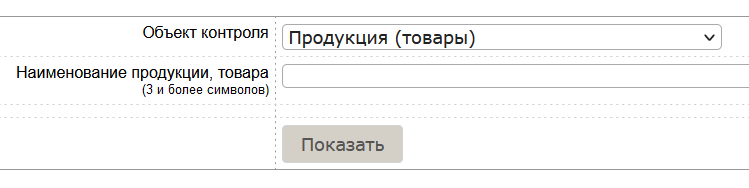 Объект контроля
Продукция (товары)
Наименование продукции, товара
(3 и более символов)
Показать